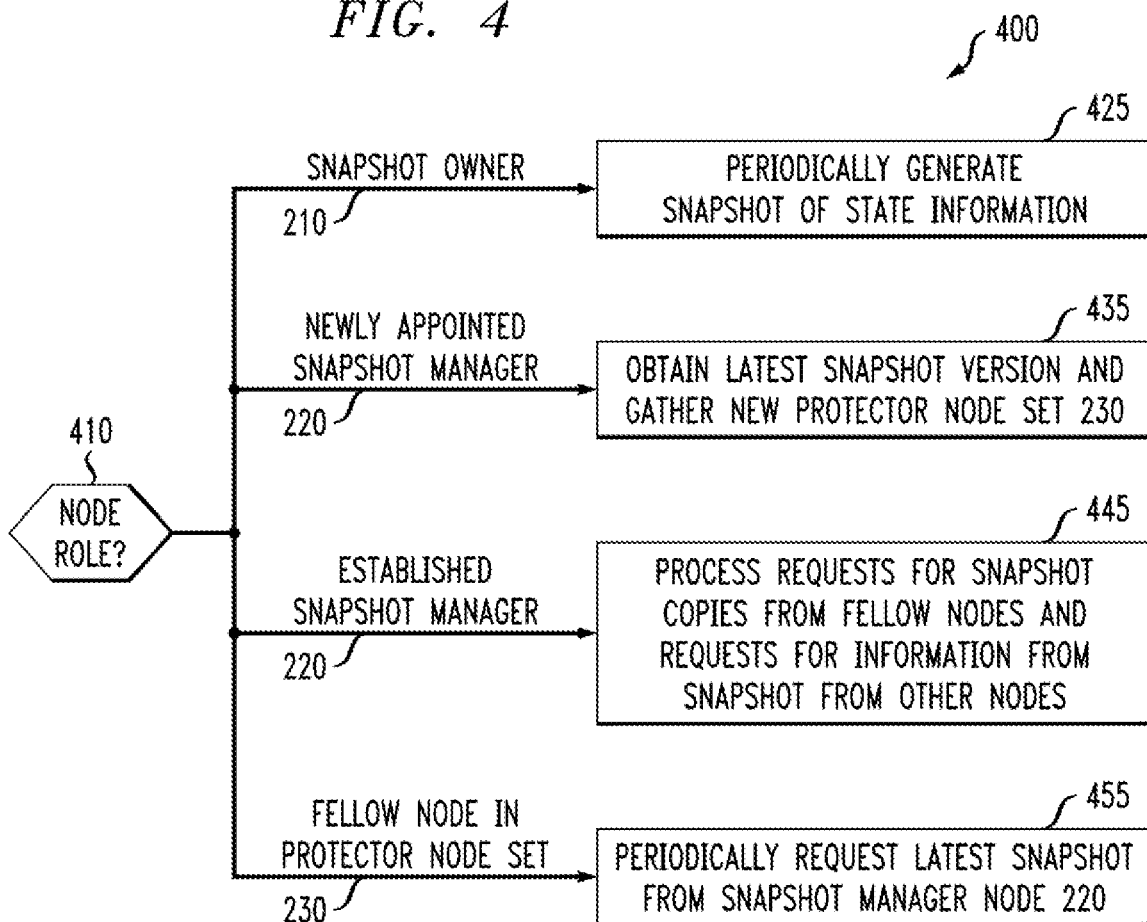 FIG. 4
400
425
SNAPSHOT OWNER
210
PERIODICALLY GENERATE
SNAPSHOT OF STATE INFORMATION
435
NEWLY APPOINTED
SNAPSHOT MANAGER
220
OBTAIN LATEST SNAPSHOT VERSION AND
GATHER NEW PROTECTOR NODE SET 230
410
NODE
ROLE?
445
ESTABLISHED
SNAPSHOT MANAGER
220
PROCESS REQUESTS FOR SNAPSHOT
COPIES FROM FELLOW NODES AND
REQUESTS FOR INFORMATION FROM
SNAPSHOT FROM OTHER NODES
455
FELLOW NODE IN
PROTECTOR NODE SET
230
PERIODICALLY REQUEST LATEST SNAPSHOT
FROM SNAPSHOT MANAGER NODE 220